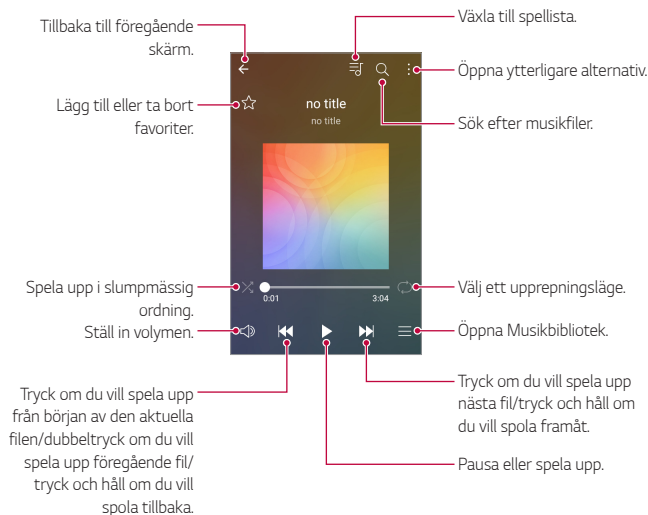 Tillbaka till föregående
skärm.
Växla till spellista.
Öppna ytterligare alternativ.
Lägg till eller ta bort
favoriter.
no title
no title
Sök efter musikfiler.
Spela upp i slumpmässig
ordning.
0:01
3:04
Välj ett upprepningsläge.
Ställ in volymen.
Öppna Musikbibliotek.
Tryck om du vill spela upp
från början av den aktuella
filen/dubbeltryck om du vill
spela upp föregående fil/
tryck och håll om du vill
spola tillbaka.
Tryck om du vill spela upp
nästa fil/tryck och håll om
du vill spola framåt.
Pausa eller spela upp.